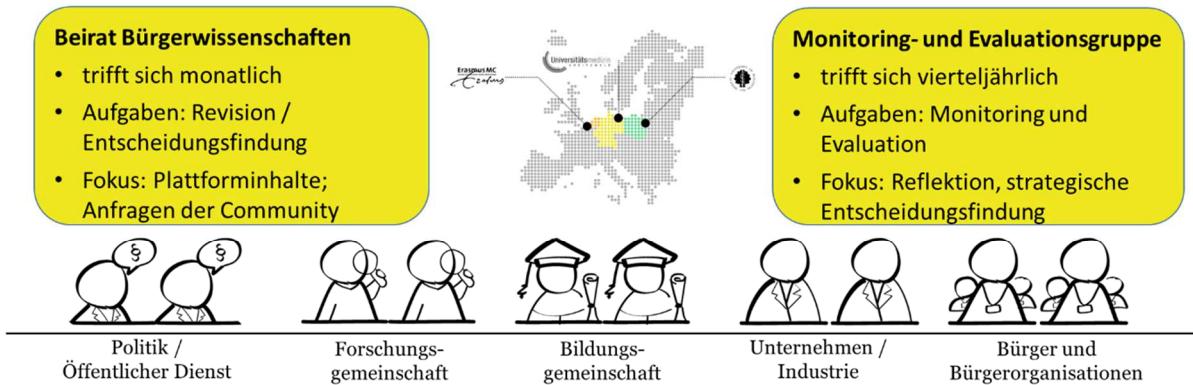 Beirat Bürgerwissenschaften
• trifft sich monatlich
• Aufgaben: Revision /
Entscheidungsfindung
• Fokus: Plattforminhalte;
Anfragen der Community
Erasmus MC
Erasmus
Universitätsmedizin
GREIFSWALD
Monitoring- und Evaluationsgruppe
• trifft sich vierteljährlich
• Aufgaben: Monitoring und
Evaluation
• Fokus: Reflektion, strategische
Entscheidungsfindung
§
§
Politik /
Öffentlicher Dienst
Forschungs-
gemeinschaft
Bildungs-
gemeinschaft
Unternehmen /
Industrie
Bürger und
Bürgerorganisationen